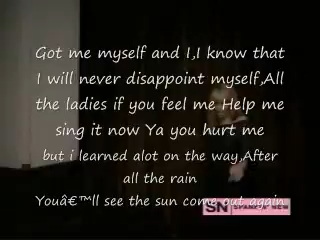 Got me myself and I,I know that
I will never disappoint myself,All
the ladies if you feel me Help me
sing it now Ya you hurt me
but i learned alot on the way,After
all the rain
Youâ€™ll see the sun come out again
SN